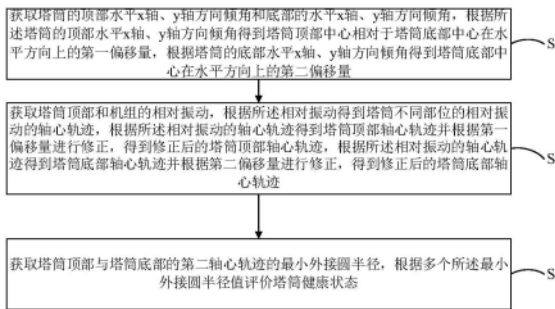 获取塔筒的顶部水平x轴、y轴方向倾角和底部的水平x轴、y轴方向倾角，根据所
述塔筒的顶部水平x轴、y轴方向倾角得到塔筒顶部中心相对于塔筒底部中心在水
平方向上的第一偏移量，根据塔筒的底部水平x轴、y轴方向倾角得到塔筒底部中
心在水平方向上的第二偏移量
S
获取塔筒顶部和机组的相对振动，根据所述相对振动得到塔筒不同部位的相对振
动的轴心轨迹，根据所述相对振动的轴心轨迹得到塔筒顶部轴心轨迹并根据第一
偏移量进行修正，得到修正后的塔筒顶部轴心轨迹，根据所述相对振动的轴心轨
迹得到塔筒底部轴心轨迹并根据第二偏移量进行修正，得到修正后的塔筒底部轴
心轨迹
S
获取塔筒顶部与塔筒底部的第二轴心轨迹的最小外接圆半径，根据多个所述最小
外接圆半径值评价塔筒健康状态
S